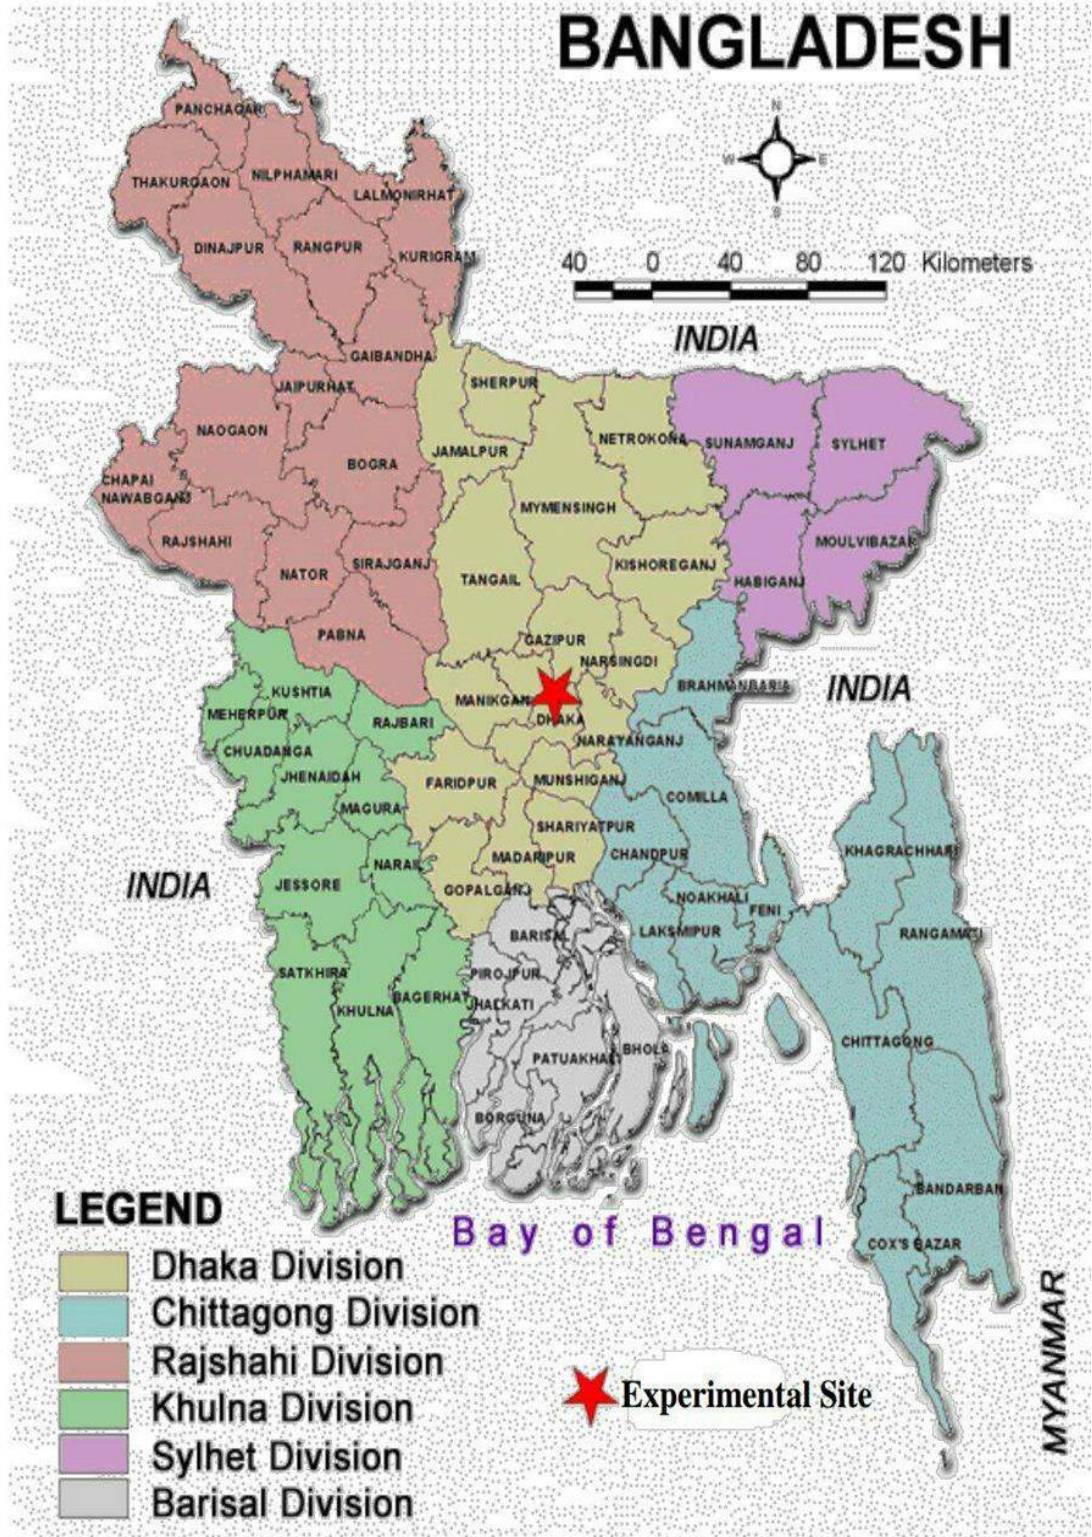 BANGLADESH
N
W E
S
40 0 40 80 120 Kilometers
INDIA
PANCHAGAR
THAKURGAON
NILPHAMARI
LALMONIRHAT
DINAJPUR
RANGPUR
KURIGRAM
GAIBANDHA
JAIPURHAT
SHERPUR
NAOGAON
NETROKONA
SUNAMGANJ
SYLHET
JAMALPUR
BOGRA
CHAPAI
NAWABGANJ
MYMENSINGH
RAJSHAHI
MOULVIBAZAR
SIRAJGANJ
KISHOREGANJ
NATOR
TANGAIL
HABIGANJ
PABNA
GAZIPUR
NARSINGDI
BRAHMANBARIA
INDIA
KUSHTIA
MANIKGAN
MEHERPUR
RAJBARI
DHAKA
NARAYANGANJ
CHUADANGA
JHENAIDAH
FARIDPUR
MUNSHIGANJ
COMILLA
MAGURA
SHARIYATPUR
KHAGRACHHARI
CHANDPUR
MADARIPUR
NARAIL
INDIA
JESSORE
GOPALGANJ
NOAKHALI
FENI
LAKSMIPUR
RANGAMATI
BARISAL
SATKHIRA
PIROJPUR
BAGERHAT
JHALKATI
KHULNA
CHITTAGONG
BHOLA
PATUAKHALI
BORGUNA
BANDARBAN
COX'S BAZAR
Bay of Bengal
MYANMAR
LEGEND
Dhaka Division
Chittagong Division
Rajshahi Division
Khulna Division
Sylhet Division
Barisal Division
Experimental Site